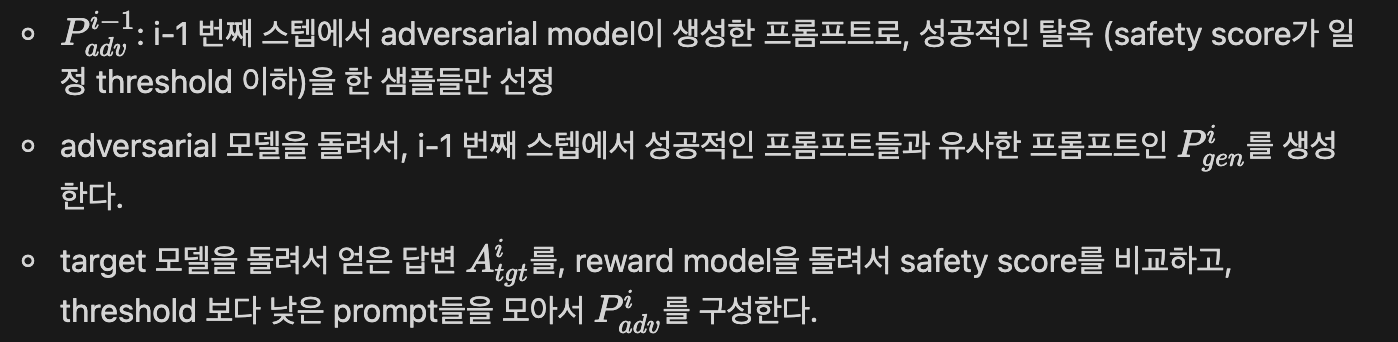 ◦ $P_{adv}^{i-1}$: i-1 번째 스텝에서 adversarial model이 생성한 프롬프트로, 성공적인 탈옥 (safety score가 일
정 threshold 이하)을 한 샘플들만 선정
◦ adversarial 모델을 돌려서, i-1 번째 스텝에서 성공적인 프롬프트들과 유사한 프롬프트인 $P_{gen}^{i}$를 생성
한다.
◦ target 모델을 돌려서 얻은 답변 $A_{tgt}^{i}$를, reward model을 돌려서 safety score를 비교하고,
threshold 보다 낮은 prompt들을 모아서 $P_{adv}^{i}$를 구성한다.